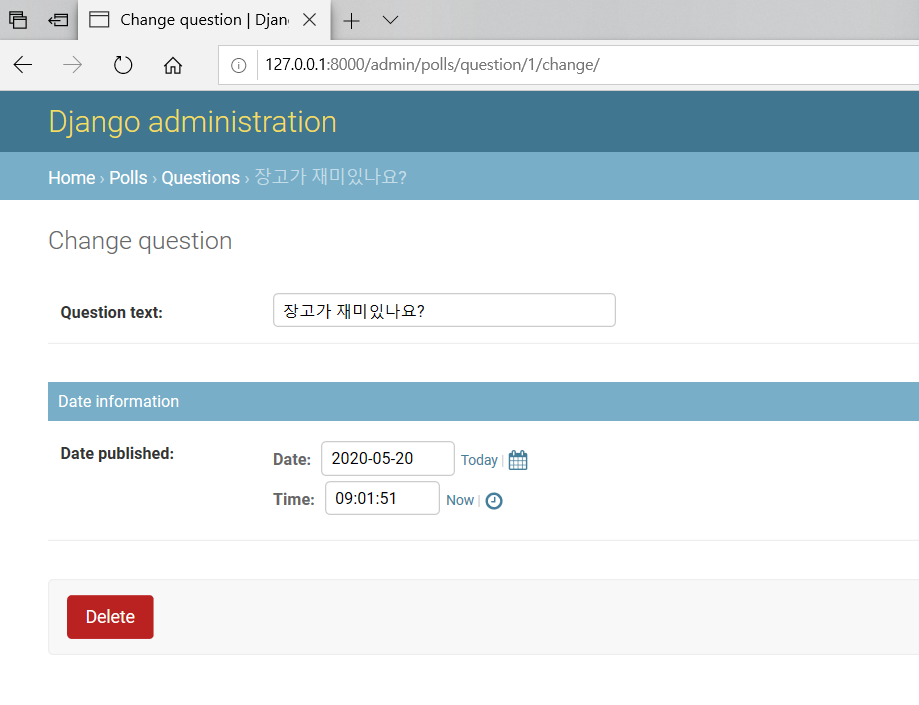 Change question | Djan
127.0.0.1:8000/admin/polls/question/1/change/
Django administration
Home › Polls › Questions › 장고가 재미있나요?
Change question
Question text: 장고가 재미있나요?
Date information
Date published: Date: 2020-05-20 Today |
Time: 09:01:51 Now |
Delete